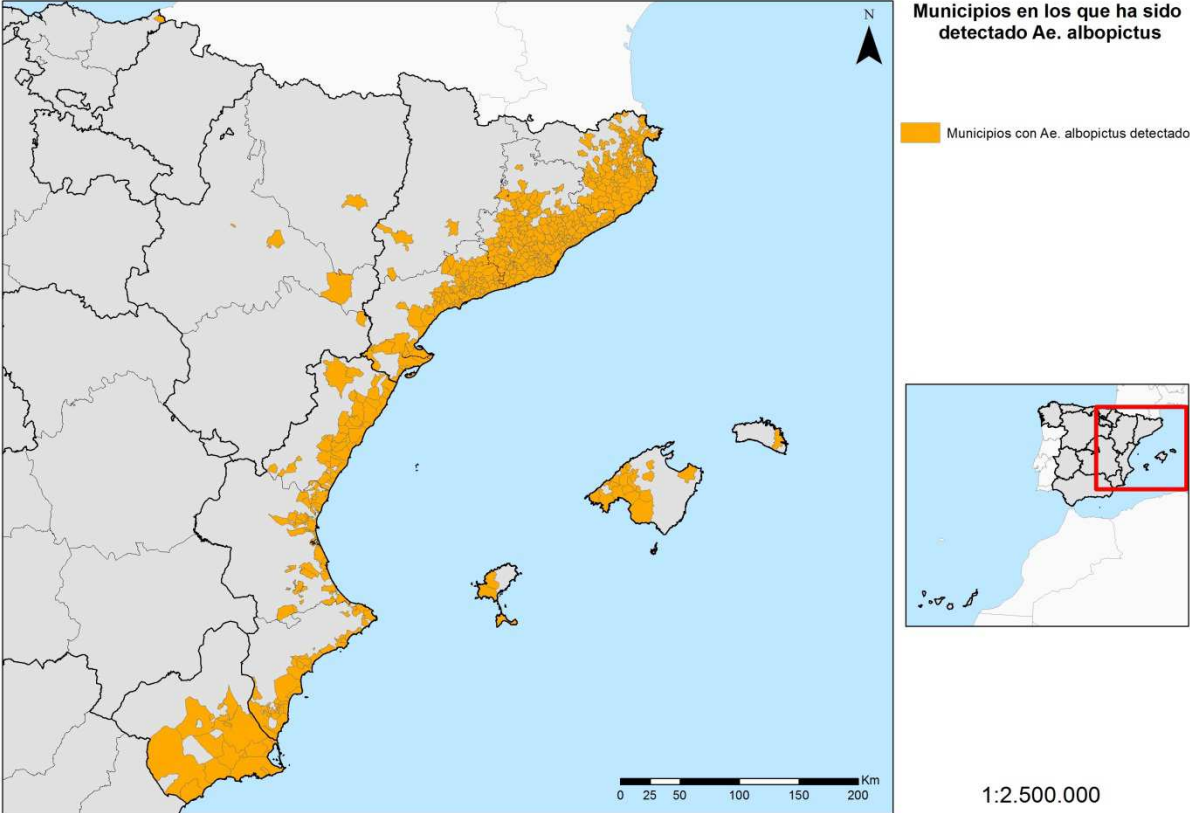 Municipios en los que ha sido
detectado Ae. albopictus
N
Municipios con Ae. albopictus detectado
Km
0 25 50 100 150 200
1:2.500.000